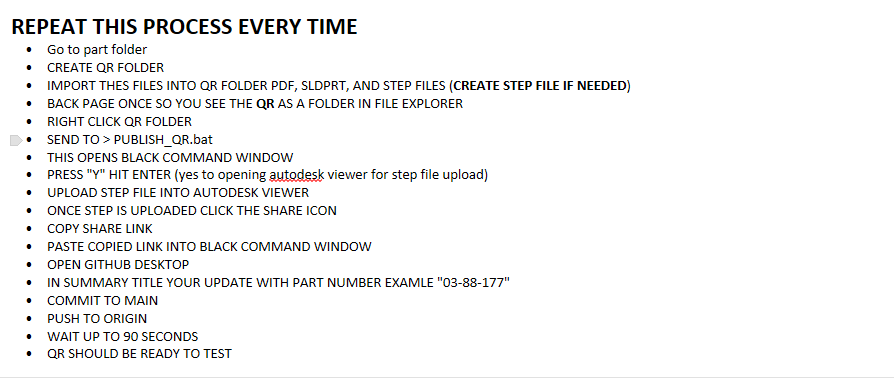 REPEAT THIS PROCESS EVERY TIME
• Go to part folder
• CREATE QR FOLDER
• IMPORT THES FILES INTO QR FOLDER PDF, SLDPRT, AND STEP FILES (CREATE STEP FILE IF NEEDED)
• BACK PAGE ONCE SO YOU SEE THE QR AS A FOLDER IN FILE EXPLORER
• RIGHT CLICK QR FOLDER
• SEND TO > PUBLISH_QR.bat
• THIS OPENS BLACK COMMAND WINDOW
• PRESS "Y" HIT ENTER (yes to opening autodesk viewer for step file upload)
• UPLOAD STEP FILE INTO AUTODESK VIEWER
• ONCE STEP IS UPLOADED CLICK THE SHARE ICON
• COPY SHARE LINK
• PASTE COPIED LINK INTO BLACK COMMAND WINDOW
• OPEN GITHUB DESKTOP
• IN SUMMARY TITLE YOUR UPDATE WITH PART NUMBER EXAMLE "03-88-177"
• COMMIT TO MAIN
• PUSH TO ORIGIN
• WAIT UP TO 90 SECONDS
• QR SHOULD BE READY TO TEST